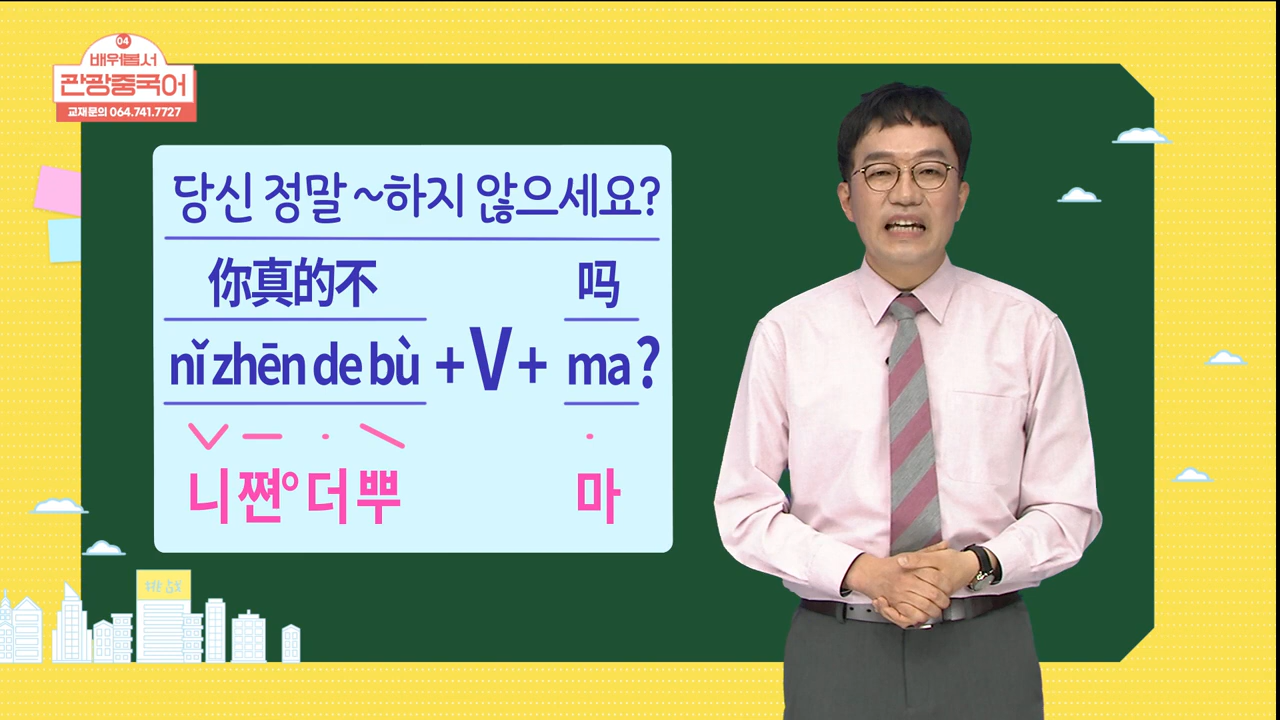 04
배워봅서
관광중국어
교재문의 064.741.7727
당신 정말 ~하지 않으세요?
你真的不 吗
nǐ zhēn de bù + V + ma?
니 쪈° 더 뿌 마